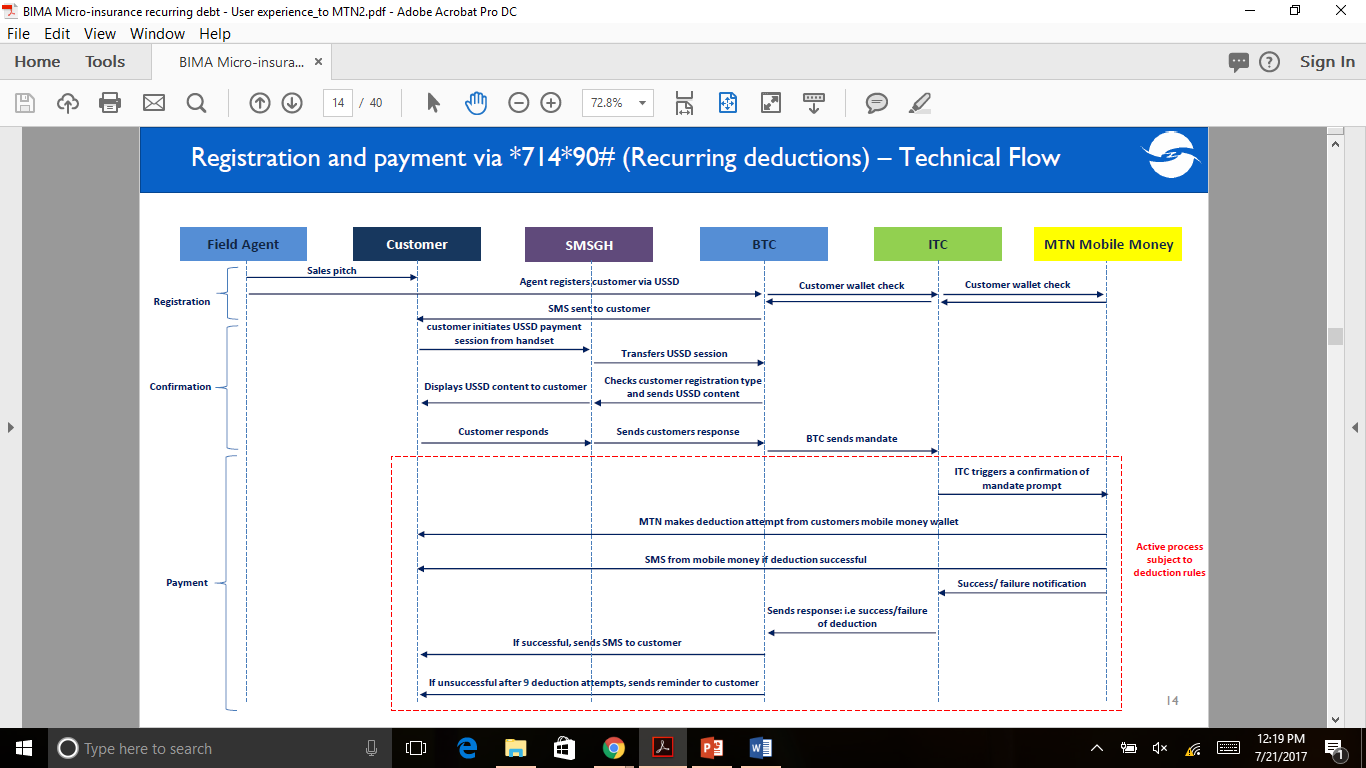 BIMA Micro-insurance recurring debt - User experience_to MTN2.pdf - Adobe Acrobat Pro DC
File Edit View Window Help
Home Tools BIMA Micro-insura... × ? Sign In
14 / 40 72.8%
Registration and payment via *714*90# (Recurring deductions) – Technical Flow
Field Agent Customer SMSGH BTC ITC MTN Mobile Money
Sales pitch
Registration
Agent registers customer via USSD
Customer wallet check
Customer wallet check
SMS sent to customer
customer initiates USSD payment
session from handset
Transfers USSD session
Confirmation
Displays USSD content to customer
Checks customer registration type
and sends USSD content
Customer responds
Sends customers response
BTC sends mandate
ITC triggers a confirmation of
mandate prompt
MTN makes deduction attempt from customers mobile money wallet
Active process
subject to
deduction rules
SMS from mobile money if deduction successful
Payment
Success/ failure notification
Sends response: i.e success/failure
of deduction
If successful, sends SMS to customer
If unsuccessful after 9 deduction attempts, sends reminder to customer
14
Type here to search
12:19 PM
7/21/2017
1